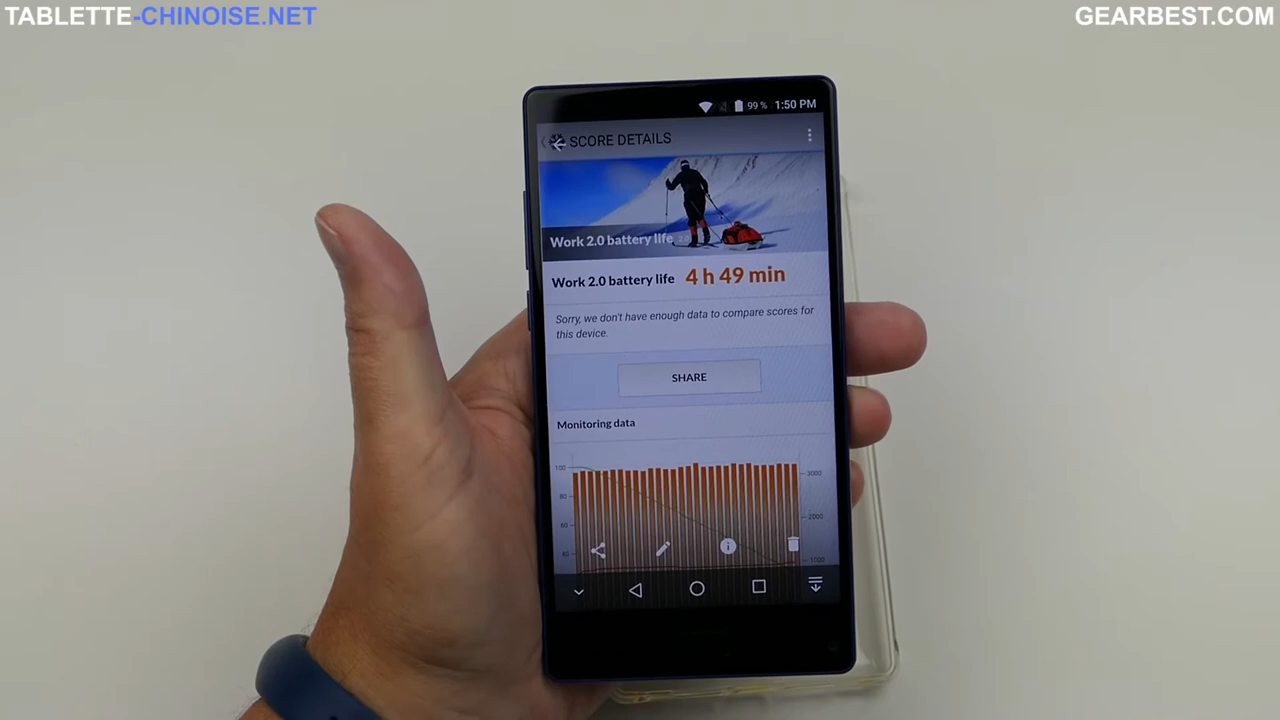 TABLETTE-CHINOISE.NET
GEARBEST.COM
99 % 1:50 PM
SCORE DETAILS
Work 2.0 battery life
Work 2.0 battery life 4 h 49 min
Sorry, we don't have enough data to compare scores for
this device.
SHARE
Monitoring data
100
3000
80
2000
60
1000
40